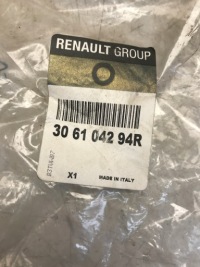 RENAULT GROUP
30 61 042 94R
X1
MADE IN ITALY